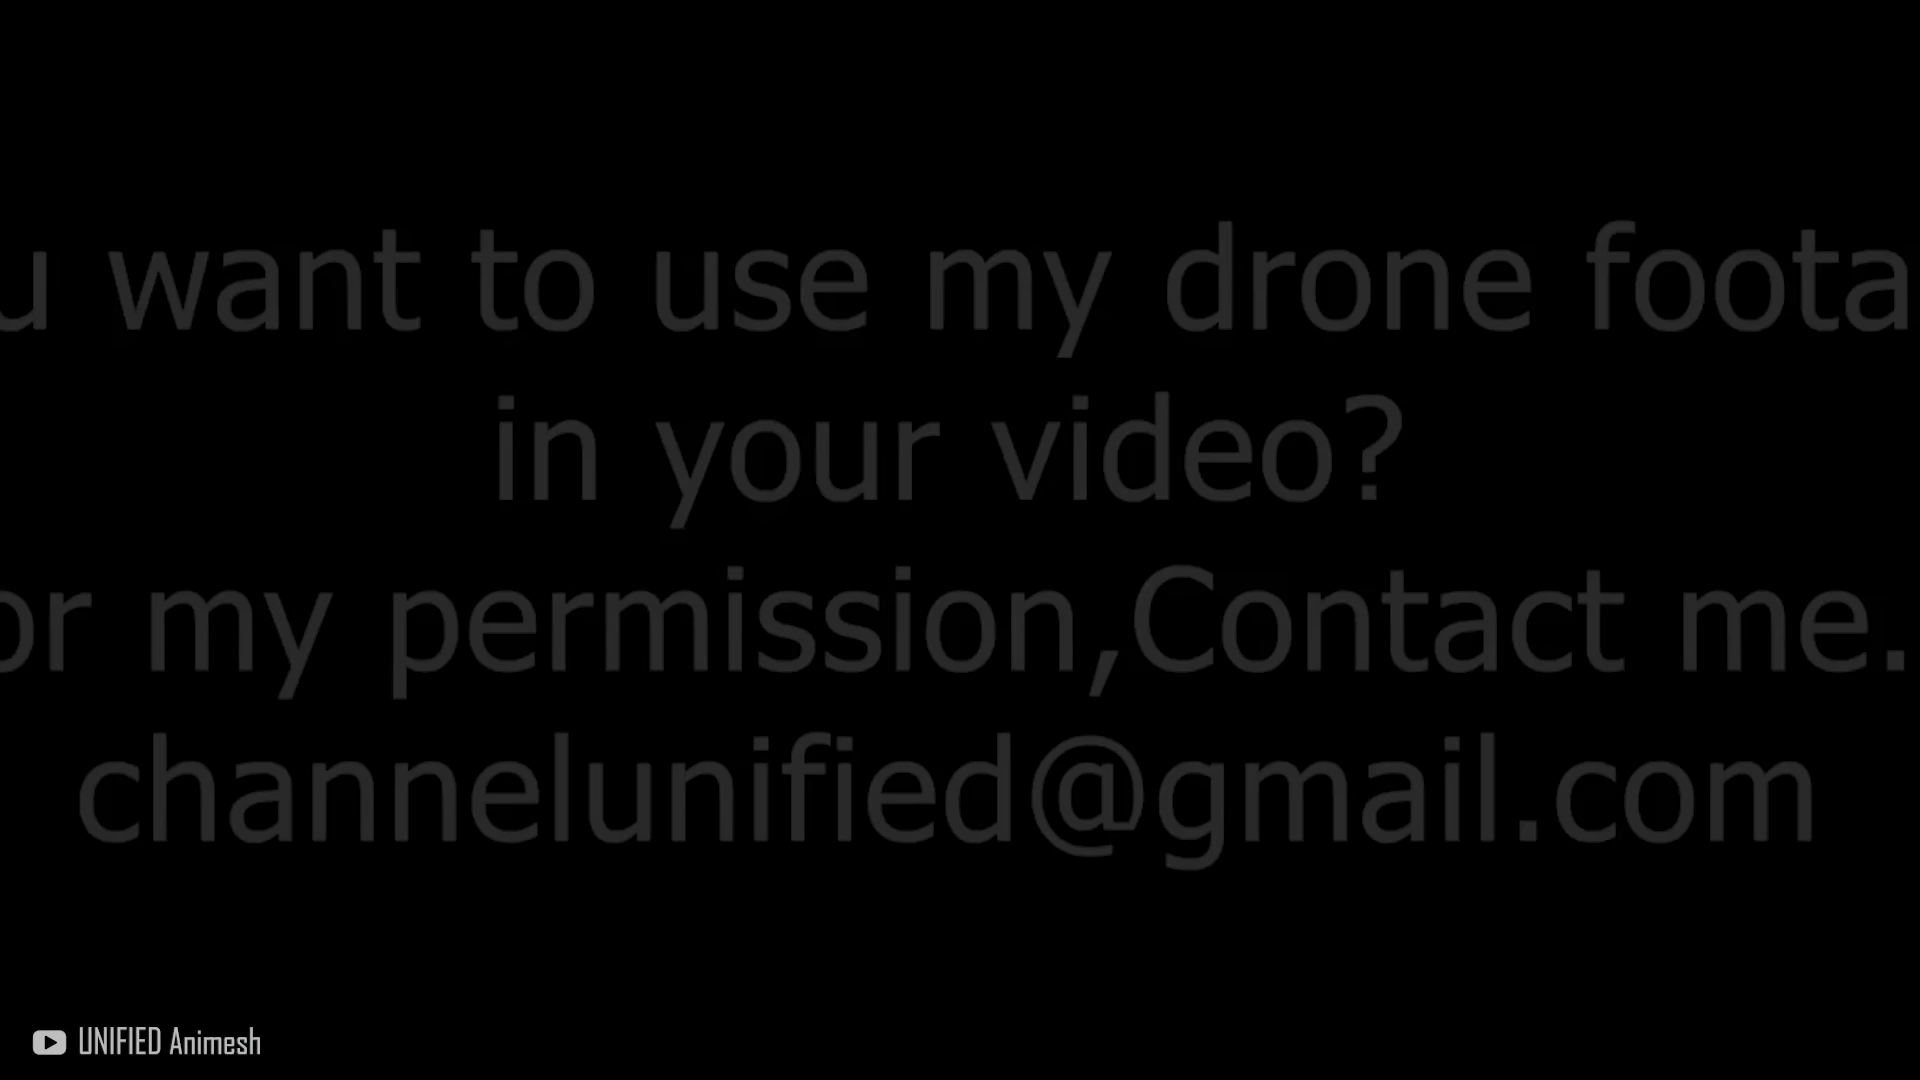 u want to use my drone foota
in your video?
or my permission,Contact me.
channelunified@gmail.com
UNIFIED Animesh